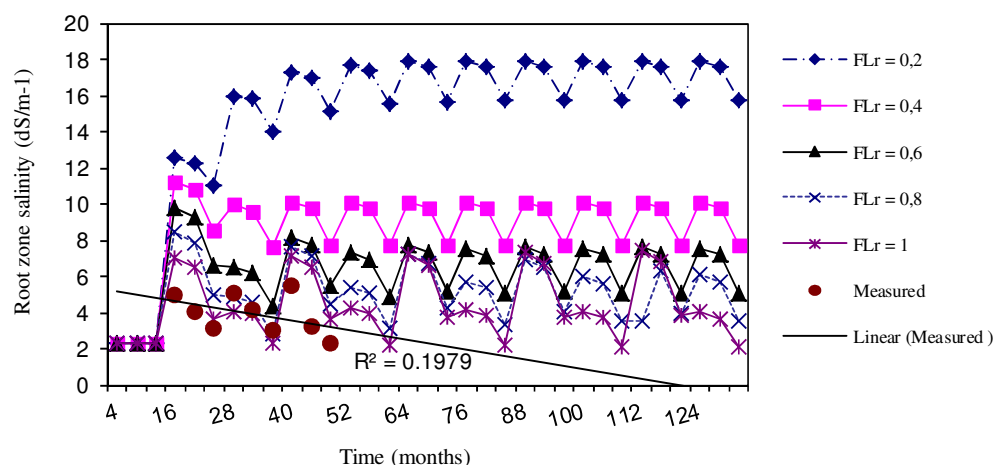 Root zone salinity (dS/m-1)
20
18
16
14
12
10
8
6
4
2
0
4
16
28
40
52
64
76
88
100
112
124
Time (months)
R² = 0.1979
FLr = 0,2
FLr = 0,4
FLr = 0,6
FLr = 0,8
FLr = 1
Measured
Linear (Measured )